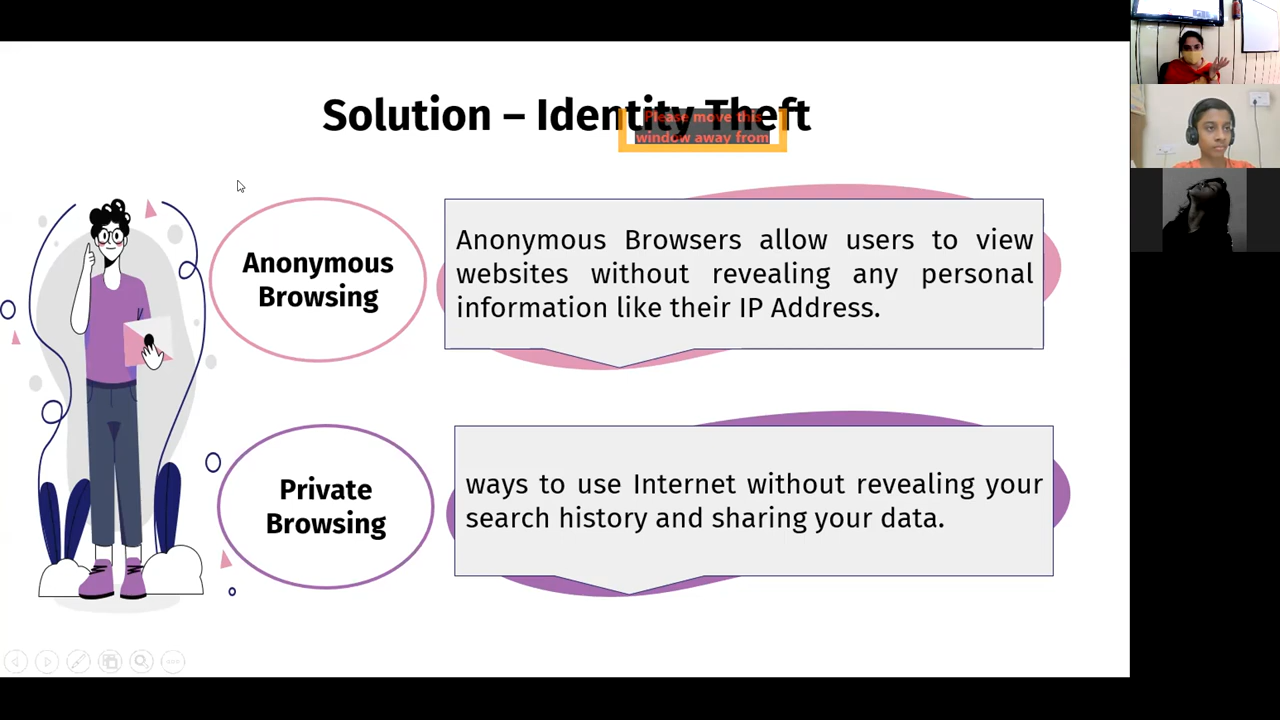 Solution – Identity Theft
Please move this
window away from
Anonymous
Browsing
Anonymous Browsers allow users to view
websites without revealing any personal
information like their IP Address.
Private
Browsing
ways to use Internet without revealing your
search history and sharing your data.